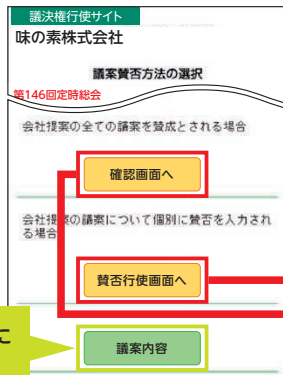 議決権行使サイト
味の素株式会社
議案賛否方法の選択
第146回定時総会
会社提案の全ての議案を賛成とされる場合
確認画面へ
会社提案の議案について個別に賛否を入力され
る場合
賛否行使画面へ
に
議案内容